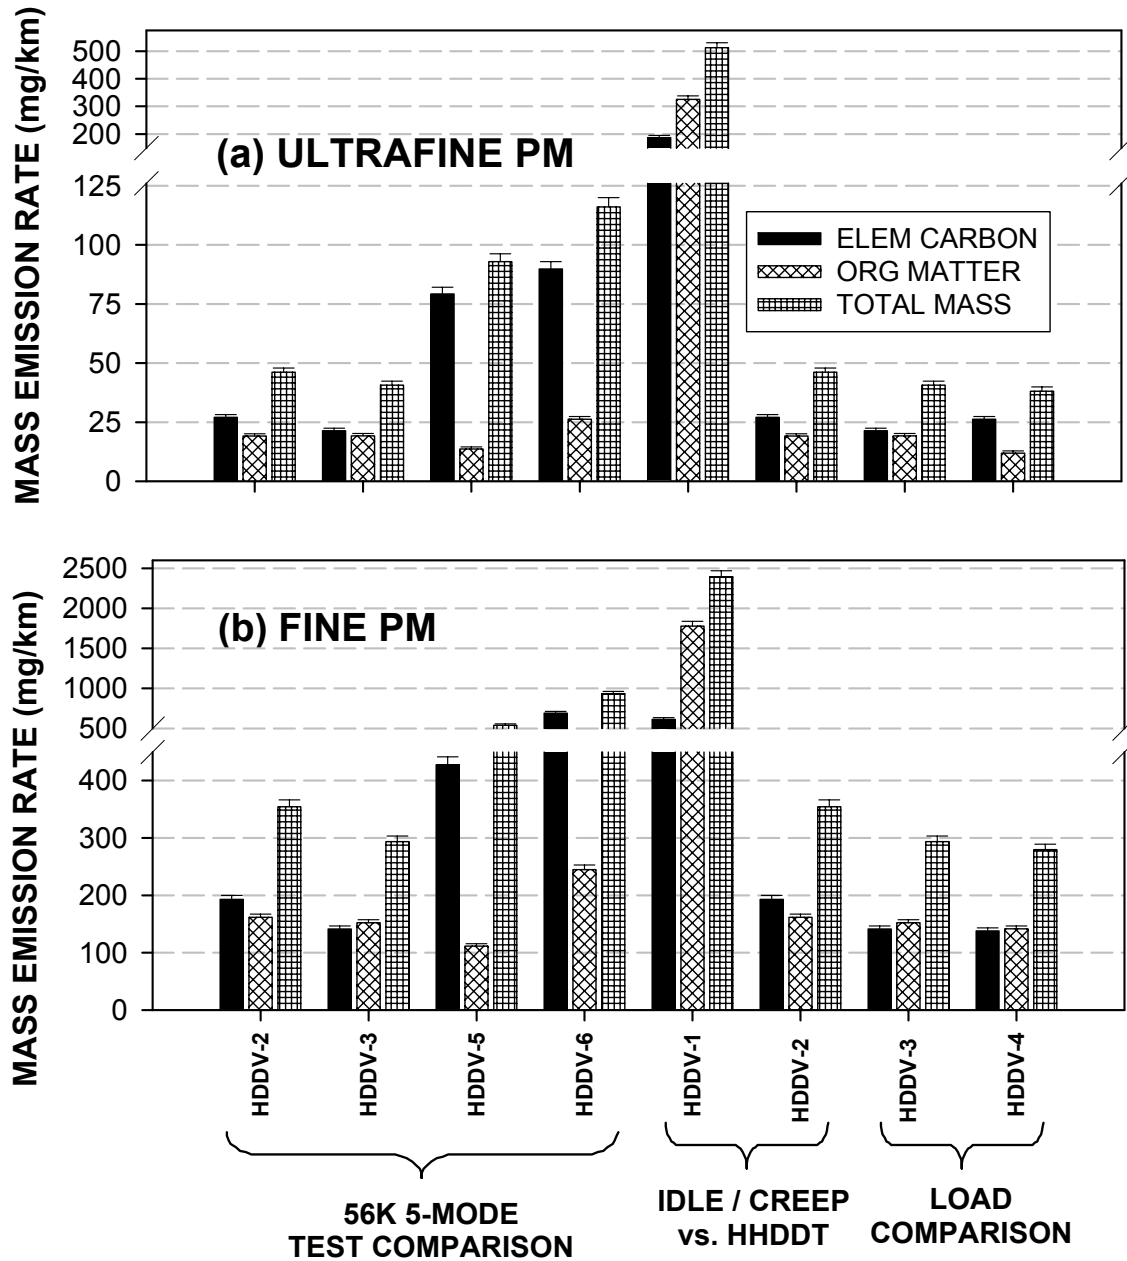 MASS EMISSION RATE (mg/km)
500
400
300
200
125
100
75
50
25
0
(a) ULTRAFINE PM
ELEM CARBON
ORG MATTER
TOTAL MASS
MASS EMISSION RATE (mg/km)
2500
2000
1500
1000
500
400
300
200
100
0
(b) FINE PM
HDDV-2
HDDV-3
HDDV-5
HDDV-6
HDDV-1
HDDV-2
HDDV-3
HDDV-4
56K 5-MODE
TEST COMPARISON
IDLE / CREEP
vs. HHDDT
LOAD
COMPARISON